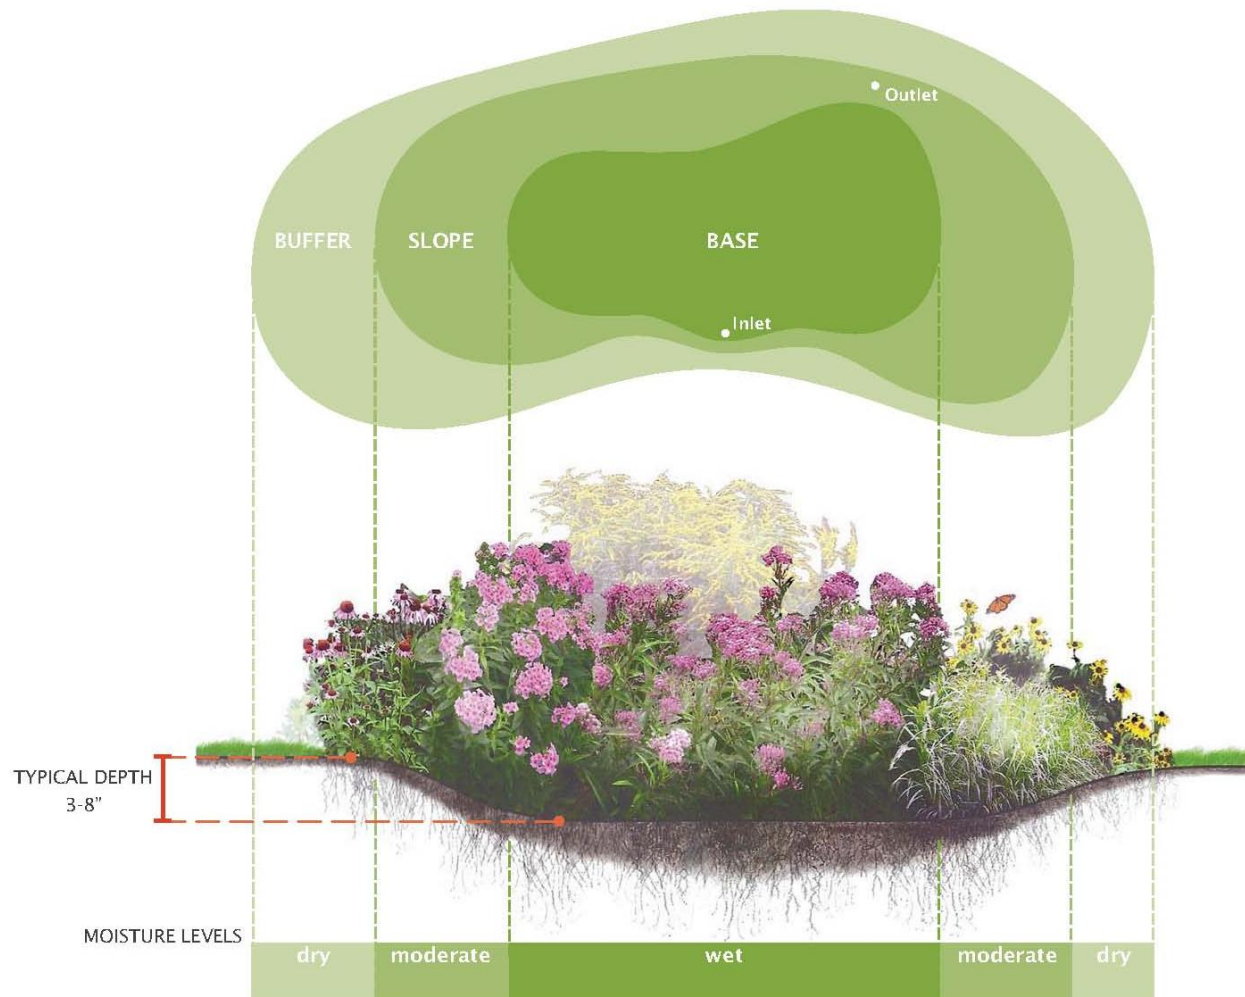 Outlet
BUFFER
SLOPE
BASE
Inlet
TYPICAL DEPTH
3-8"
MOISTURE LEVELS
dry
moderate
wet
moderate
dry